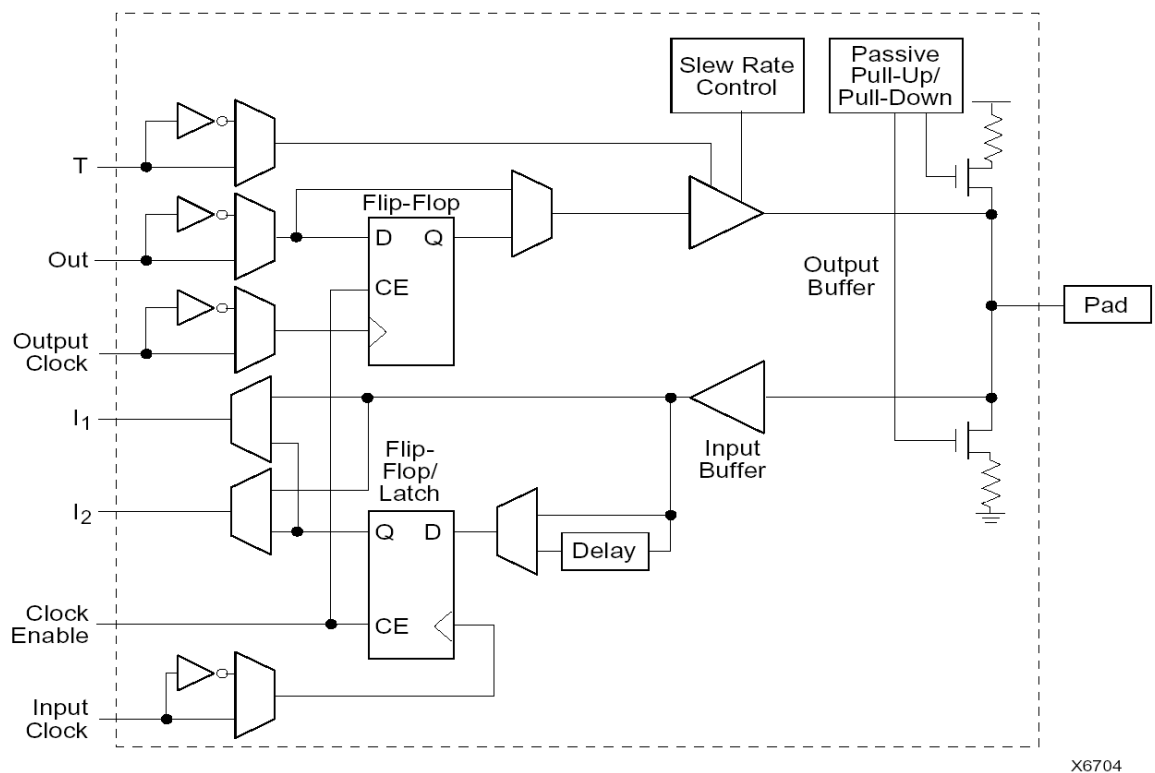 Slew Rate
Control
Passive
Pull-Up/
Pull-Down
T
Flip-Flop
D
Q
Out
CE
Output
Buffer
Pad
Output
Clock
I1
Flip-
Flop/
Latch
Input
Buffer
I2
Q
D
Delay
Clock
Enable
CE
Input
Clock
X6704